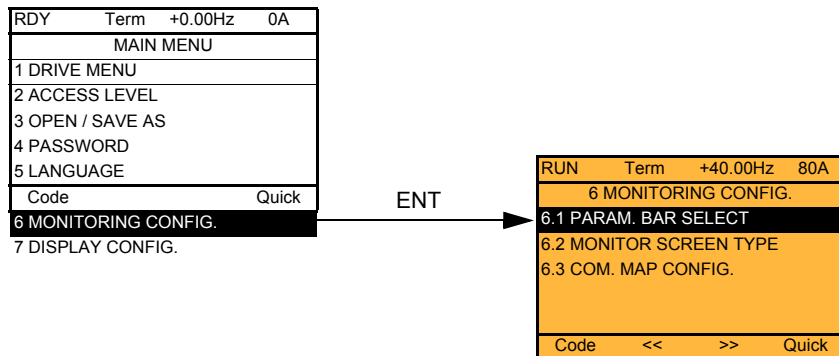 RDY Term +0.00Hz 0A
MAIN MENU
1 DRIVE MENU
2 ACCESS LEVEL
3 OPEN / SAVE AS
4 PASSWORD
5 LANGUAGE
Code Quick
6 MONITORING CONFIG.
7 DISPLAY CONFIG.
ENT
RUN Term +40.00Hz 80A
6 MONITORING CONFIG.
6.1 PARAM. BAR SELECT
6.2 MONITOR SCREEN TYPE
6.3 COM. MAP CONFIG.
Code << >> Quick